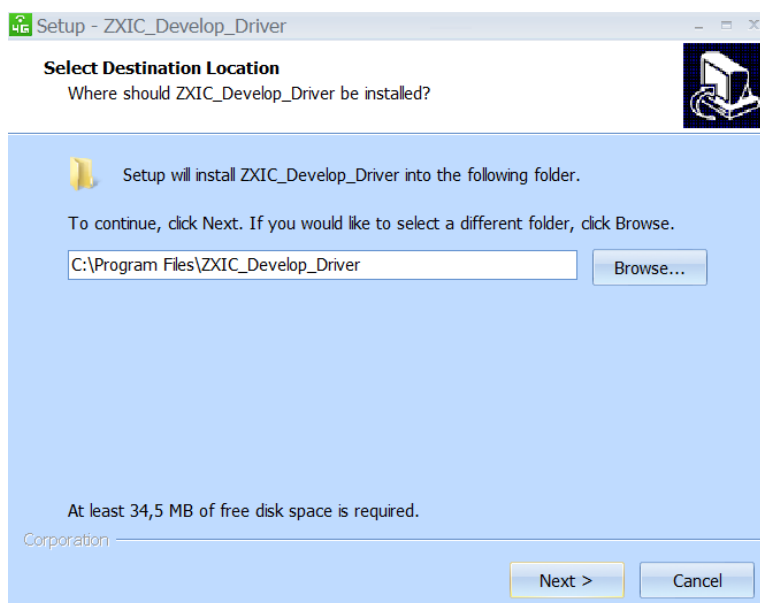 4G Setup - ZXIC_Develop_Driver
Select Destination Location
Where should ZXIC_Develop_Driver be installed?
Setup will install ZXIC_Develop_Driver into the following folder.
To continue, click Next. If you would like to select a different folder, click Browse.
C:\Program Files\ZXIC_Develop_Driver
Browse...
At least 34,5 MB of free disk space is required.
Corporation
Next >
Cancel